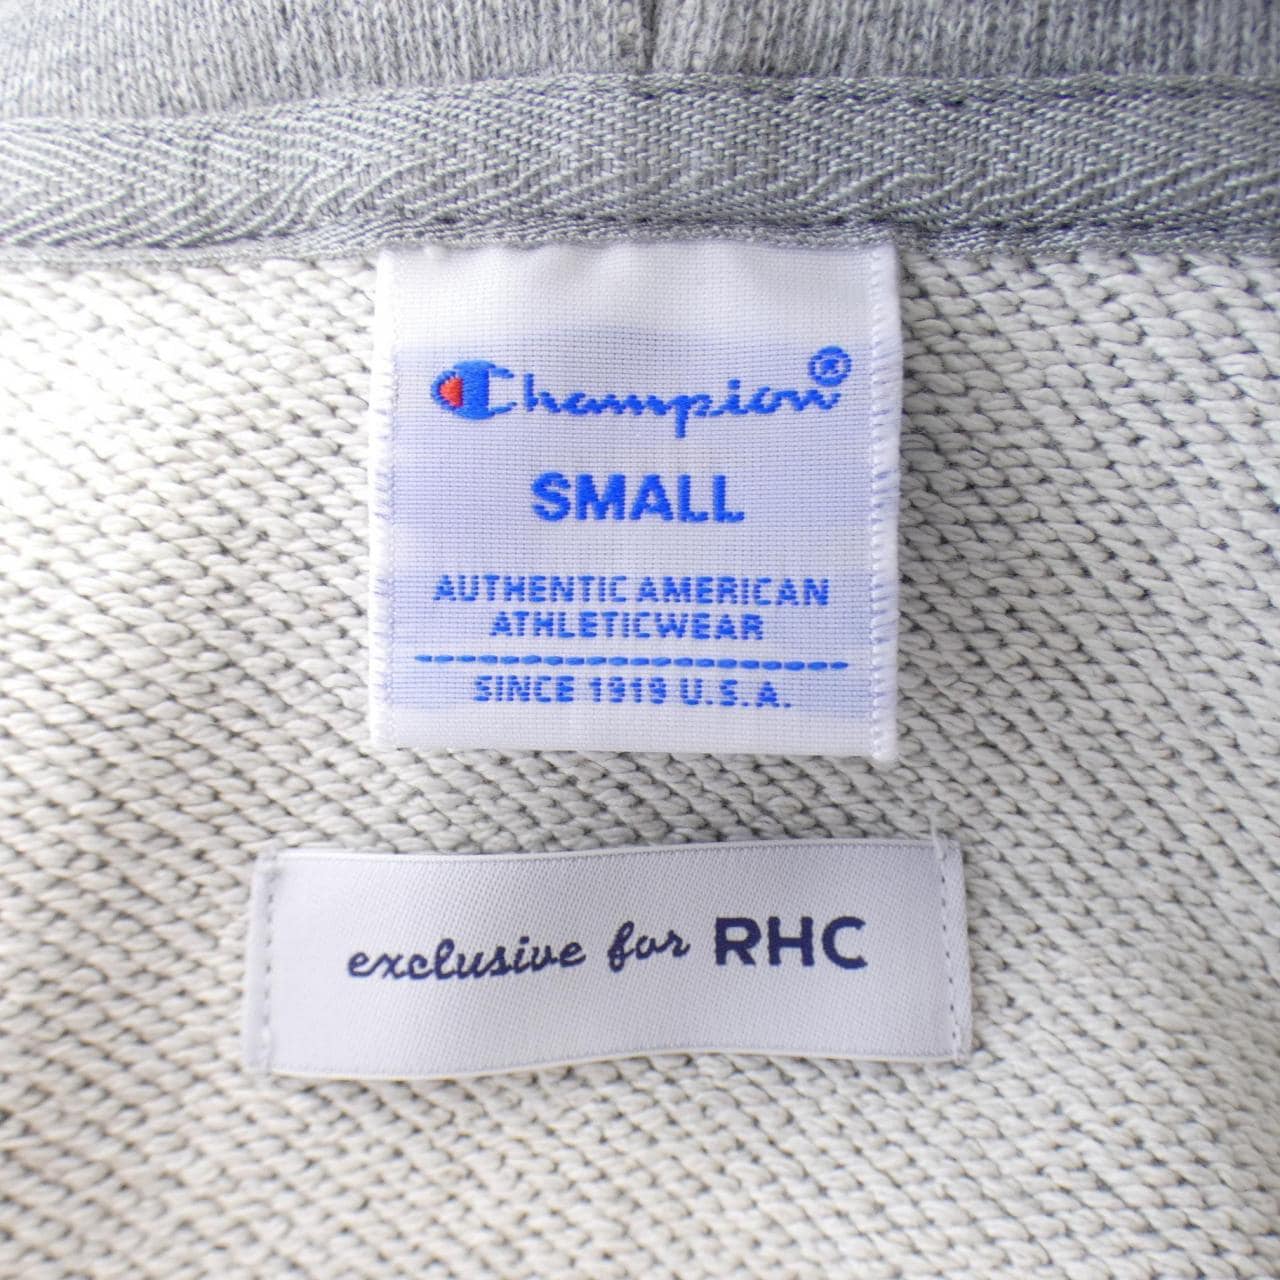 Champion®
SMALL
AUTHENTIC AMERICAN
ATHLETICWEAR
SINCE 1919 U.S.A.
exclusive for RHC